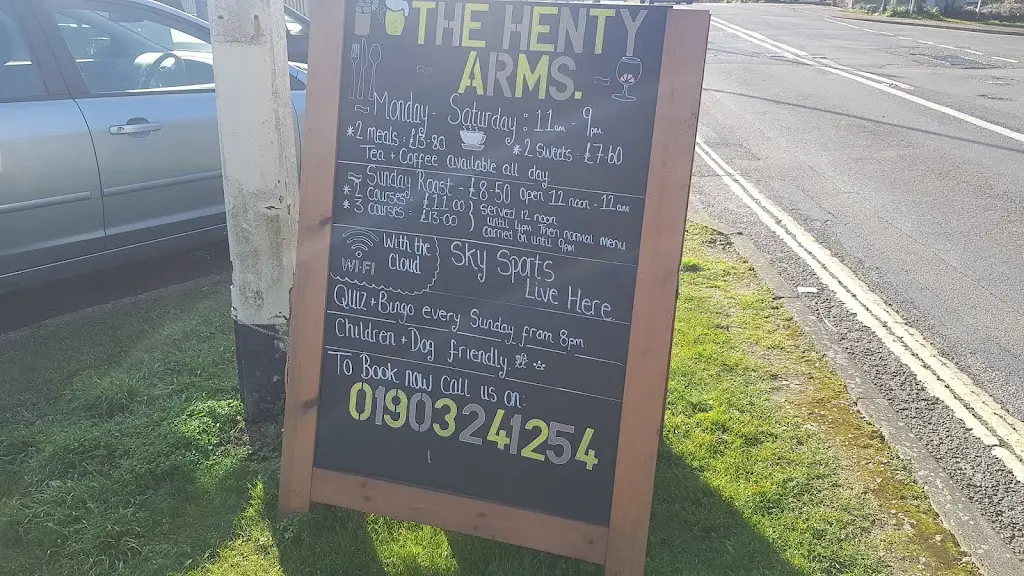 THE HENTY
ARMS.
~ Monday - Saturday : 11am 9pm
*2 meals - £13-80 *2 Sweets - £7-60
Tea + Coffee available all day
~ Sunday Roast - £8-50 open 12 noon - 11am
*2 courses - £11.00
*3 courses - £13.00
Served 12 noon
until 4pm. Then normal Menu
carried on until 9pm
WI-FI
With the
Cloud
Sky Sports
Live Here
QUIZ + Bingo every Sunday from 8pm
Children + Dog friendly.
To Book now call us on:
01903241254